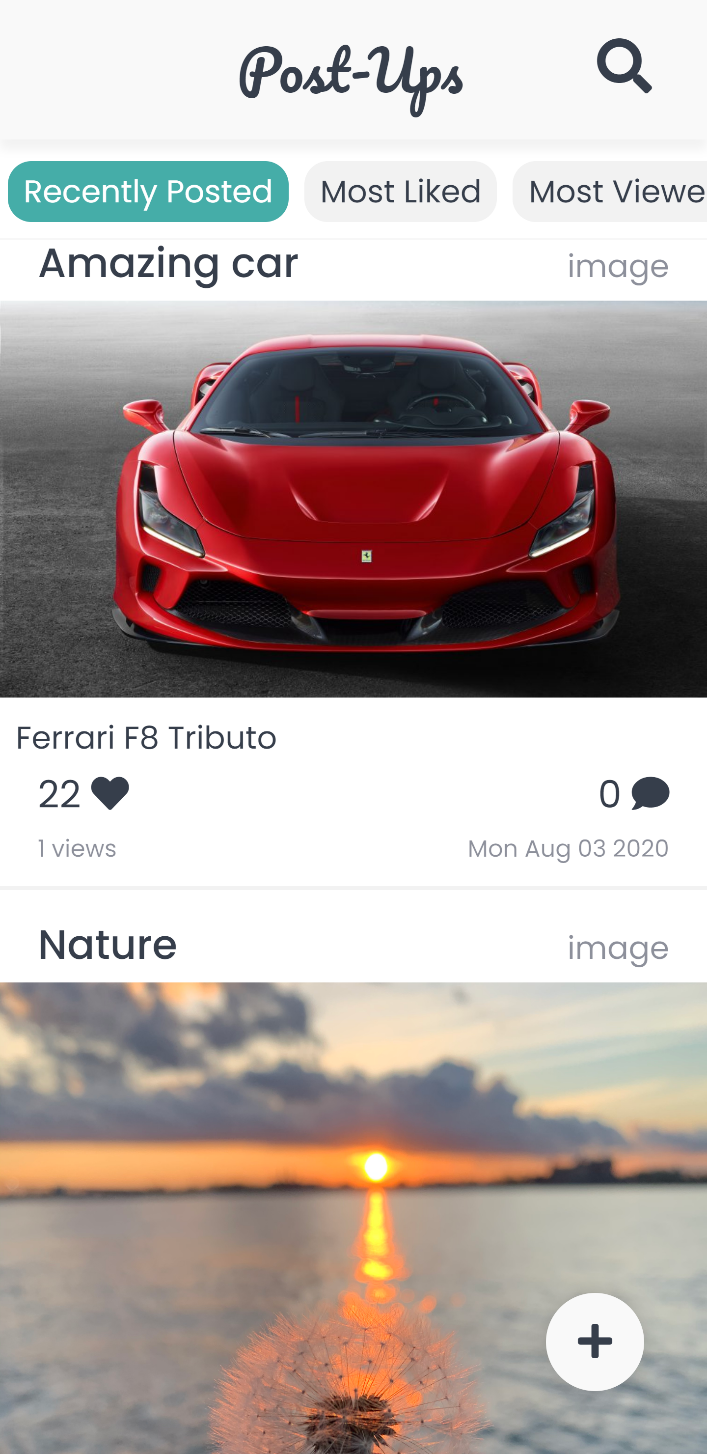 Post-Ups
Recently Posted Most Liked Most Viewe
Amazing car image
Ferrari F8 Tributo
22 0
1 views Mon Aug 03 2020
Nature image